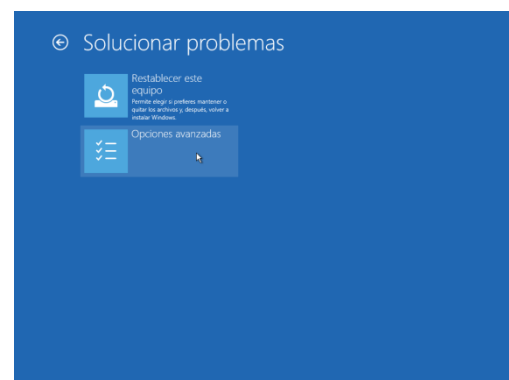 Solucionar problemas
Restablecer este
equipo
Permite elegir si prefieres mantener o
quitar los archivos y, después, volver a
instalar Windows.
Opciones avanzadas